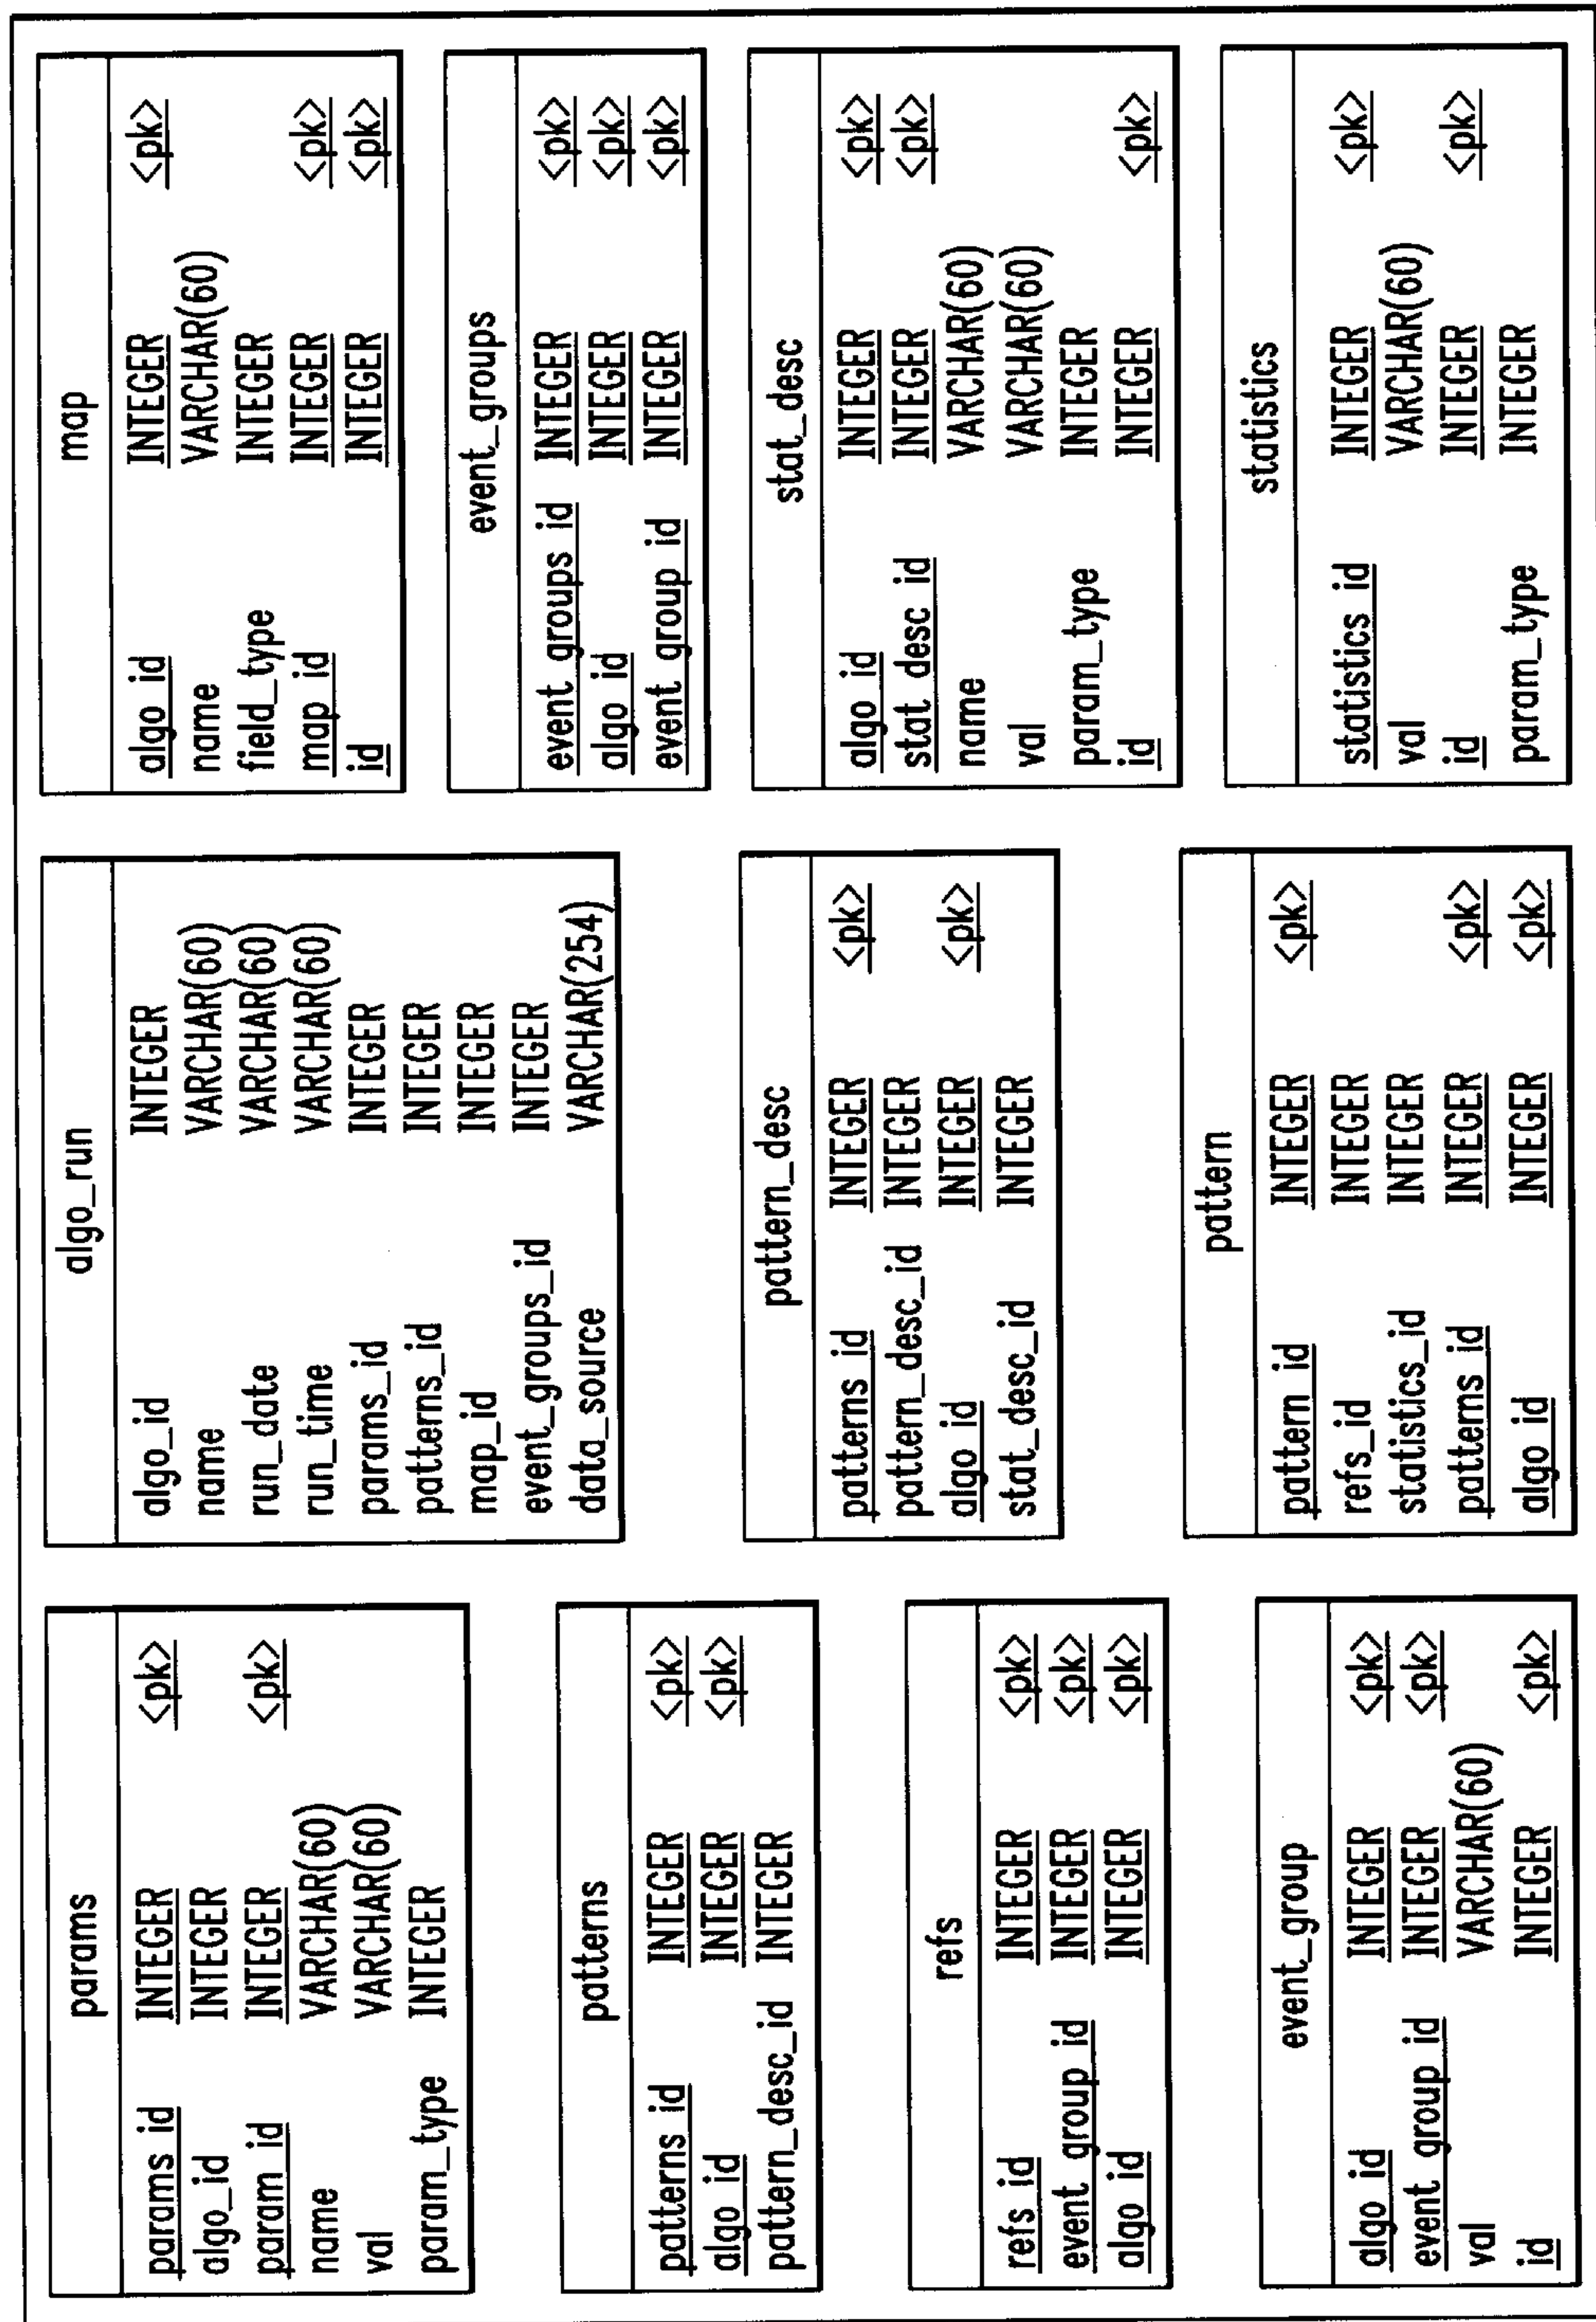 params
params_id INTEGER <pk>
algo_id INTEGER
param_id INTEGER <pk>
name VARCHAR(60)
val VARCHAR(60)
param_type INTEGER
patterns
patterns_id INTEGER <pk>
algo_id INTEGER <pk>
pattern_desc_id INTEGER
refs
refs_id INTEGER <pk>
event_group_id INTEGER <pk>
algo_id INTEGER <pk>
event_group
algo_id INTEGER <pk>
event_group_id INTEGER <pk>
val VARCHAR(60)
id INTEGER <pk>
algo_run
algo_id INTEGER
name VARCHAR(60)
run_date VARCHAR(60)
run_time VARCHAR(60)
params_id INTEGER
patterns_id INTEGER
map_id INTEGER
event_groups_id INTEGER
data_source VARCHAR(254)
pattern_desc
patterns_id INTEGER <pk>
pattern_desc_id INTEGER
algo_id INTEGER <pk>
stat_desc_id INTEGER
pattern
pattern_id INTEGER <pk>
refs_id INTEGER
statistics_id INTEGER
patterns_id INTEGER <pk>
algo_id INTEGER <pk>
map
algo_id INTEGER <pk>
name VARCHAR(60)
field_type INTEGER
map_id INTEGER <pk>
id INTEGER <pk>
event_groups
event_groups_id INTEGER <pk>
algo_id INTEGER <pk>
event_group_id INTEGER <pk>
stat_desc
algo_id INTEGER <pk>
stat_desc_id INTEGER <pk>
name VARCHAR(60)
val VARCHAR(60)
param_type INTEGER
id INTEGER <pk>
statistics
statistics_id INTEGER <pk>
val VARCHAR(60)
id INTEGER <pk>
param_type INTEGER